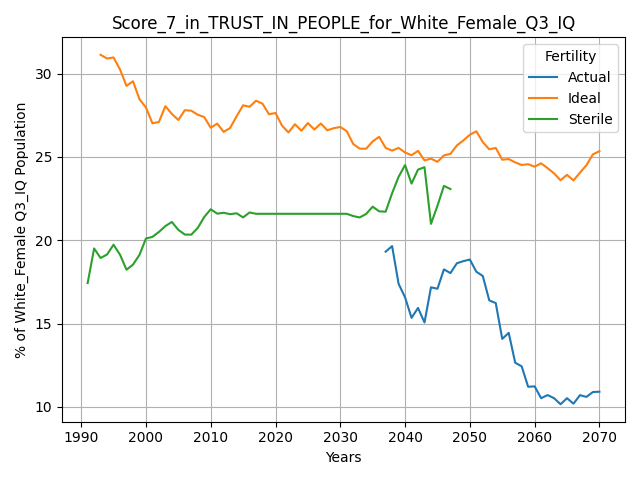 Score_7_in_TRUST_IN_PEOPLE_for_White_Female_Q3_IQ
Fertility
Actual
Ideal
Sterile
% of White_Female Q3_IQ Population
30
25
20
15
10
1990 2000 2010 2020 2030 2040 2050 2060 2070
Years